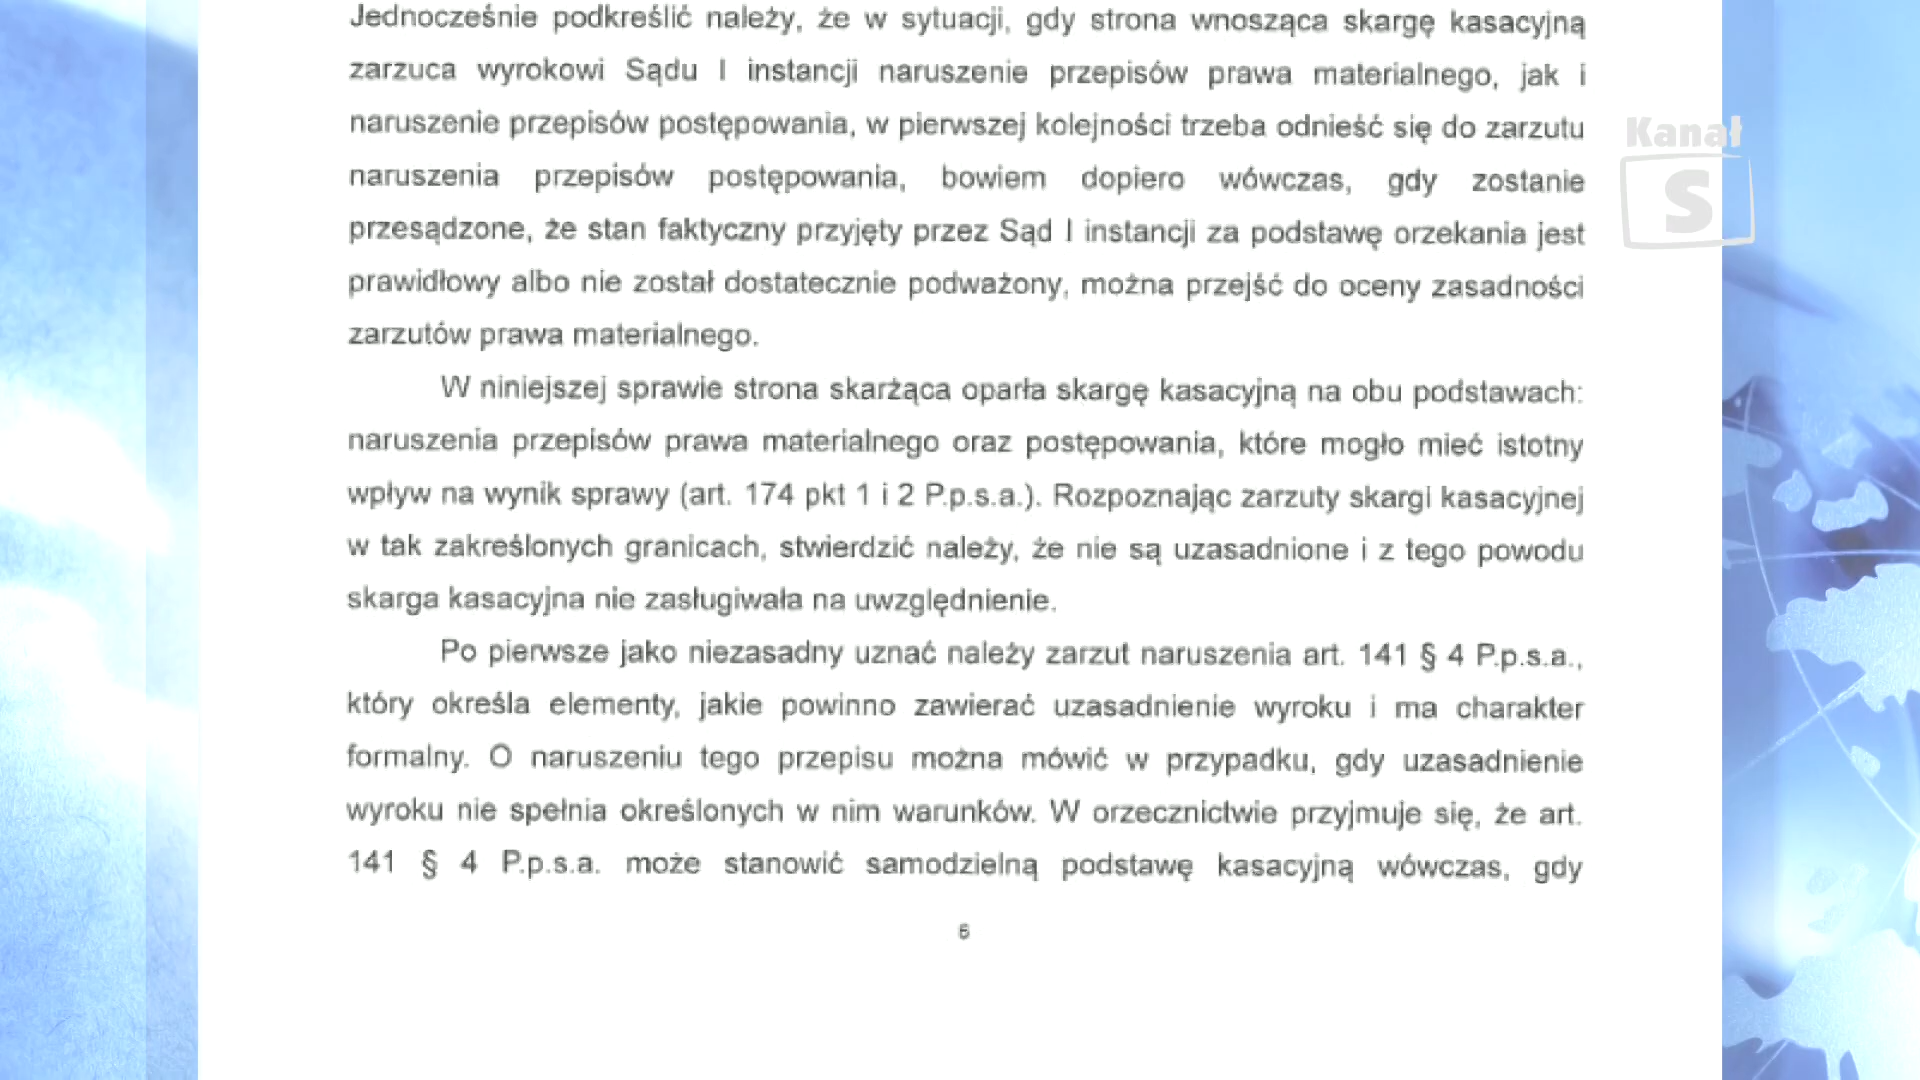 Jednocześnie podkreślić należy, że w sytuacji, gdy strona wnosząca skargę kasacyjną
zarzuca wyrokowi Sądu I instancji naruszenie przepisów prawa materialnego, jak i
naruszenie przepisów postępowania, w pierwszej kolejności trzeba odnieść się do zarzutu
naruszenia przepisów postępowania, bowiem dopiero wówczas, gdy zostanie
przesądzone, że stan faktyczny przyjęty przez Sąd I instancji za podstawę orzekania jest
prawidłowy albo nie został dostatecznie podważony, można przejść do oceny zasadności
zarzutów prawa materialnego.
W niniejszej sprawie strona skarżąca oparła skargę kasacyjną na obu podstawach:
naruszenia przepisów prawa materialnego oraz postępowania, które mogło mieć istotny
wpływ na wynik sprawy (art. 174 pkt 1 i 2 P.p.s.a.). Rozpoznając zarzuty skargi kasacyjnej
w tak zakreślonych granicach, stwierdzić należy, że nie są uzasadnione i z tego powodu
skarga kasacyjna nie zasługiwała na uwzględnienie.
Po pierwsze jako niezasadny uznać należy zarzut naruszenia art. 141 § 4 P.p.s.a.,
który określa elementy, jakie powinno zawierać uzasadnienie wyroku i ma charakter
formalny. O naruszeniu tego przepisu można mówić w przypadku, gdy uzasadnienie
wyroku nie spełnia określonych w nim warunków. W orzecznictwie przyjmuje się, że art.
141 § 4 P.p.s.a. może stanowić samodzielną podstawę kasacyjną wówczas, gdy
Kanał
S